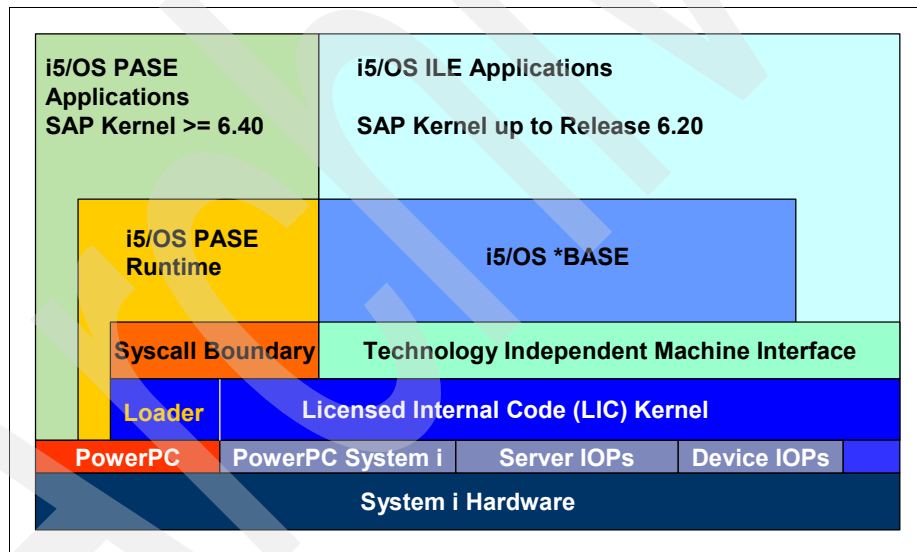 i5/OS PASE
Applications
SAP Kernel >= 6.40
i5/OS ILE Applications
SAP Kernel up to Release 6.20
i5/OS PASE
Runtime
i5/OS *BASE
Syscall Boundary
Technology Independent Machine Interface
Loader
Licensed Internal Code (LIC) Kernel
PowerPC
PowerPC System i
Server IOPs
Device IOPs
System i Hardware